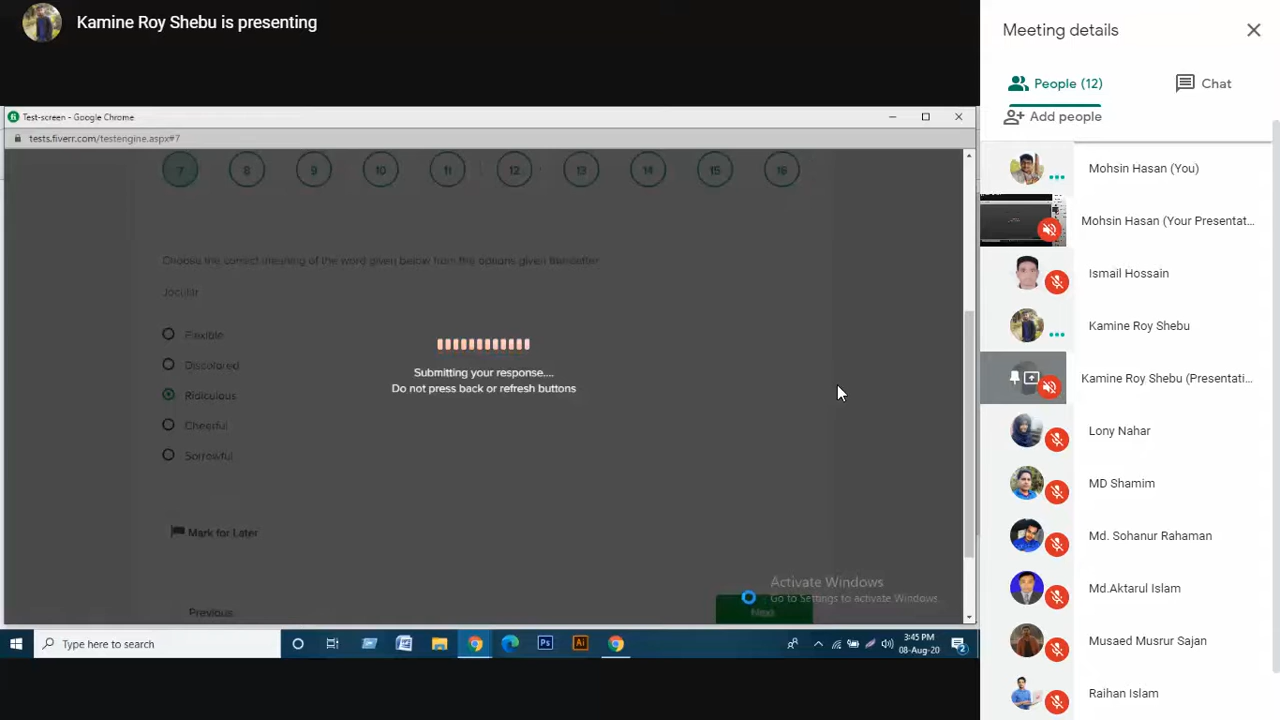 Kamine Roy Shebu is presenting
Test-screen - Google Chrome
tests.fiverr.com/testengine.aspx#7
7 8 9 10 11 12 13 14 15 16
Choose the correct meaning of the word given below from the options given thereafter
Jocular
Flexible
Discolored
Ridiculous
Cheerful
Sorrowful
Submitting your response....
Do not press back or refresh buttons
Mark for Later
Previous
Next
Activate Windows
Go to Settings to activate Windows.
Type here to search
Ps
Ai
3:45 PM
08-Aug-20
2
Meeting details
People (12)
Chat
Add people
Mohsin Hasan (You)
Mohsin Hasan (Your Presentat...
Ismail Hossain
Kamine Roy Shebu
Kamine Roy Shebu (Presentati...
Lony Nahar
MD Shamim
Md. Sohanur Rahaman
Md.Aktarul Islam
Musaed Musrur Sajan
Raihan Islam